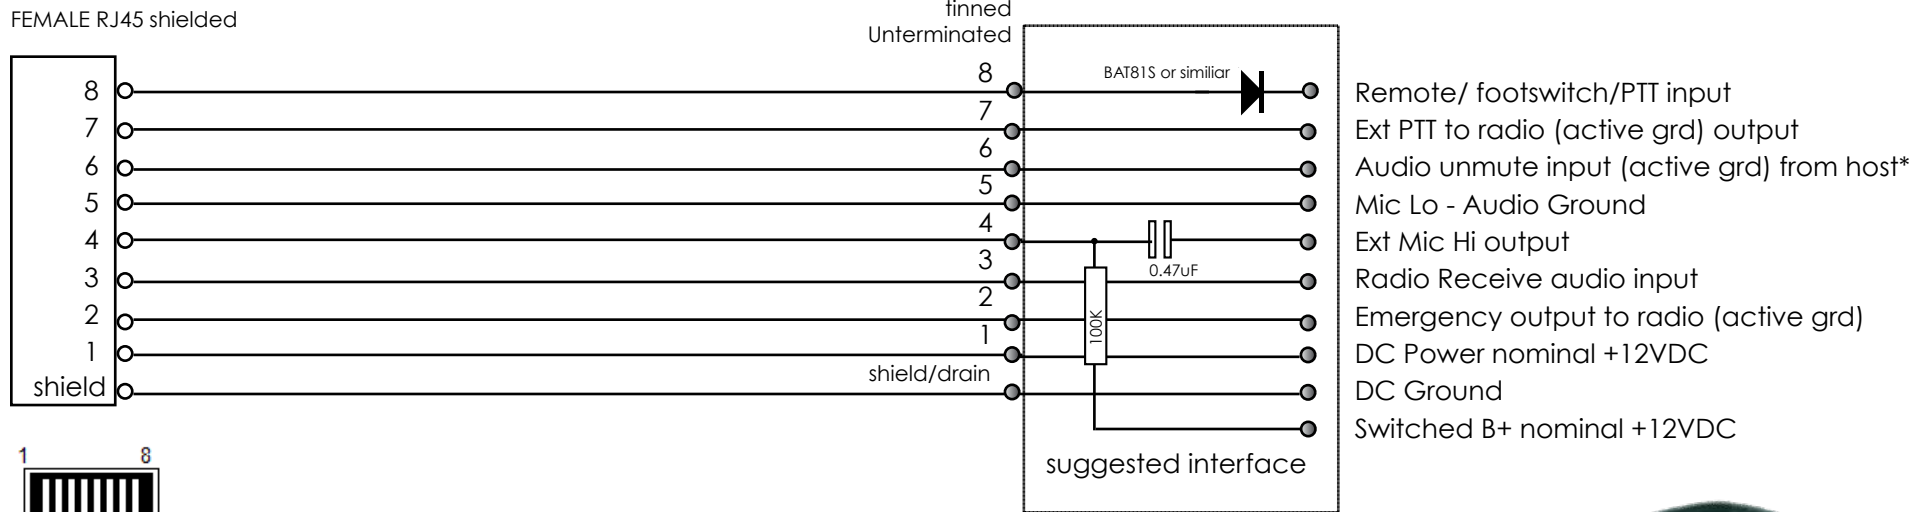 FEMALE RJ45 shielded
tinned
Unterminated
8
8
BAT81S or similiar
Remote/ footswitch/PTT input
7
7
Ext PTT to radio (active grd) output
6
6
Audio unmute input (active grd) from host*
5
5
Mic Lo - Audio Ground
4
4
Ext Mic Hi output
0.47uF
3
3
Radio Receive audio input
2
2
Emergency output to radio (active grd)
100K
1
1
DC Power nominal +12VDC
shield
shield/drain
DC Ground
Switched B+ nominal +12VDC
suggested interface
1 8